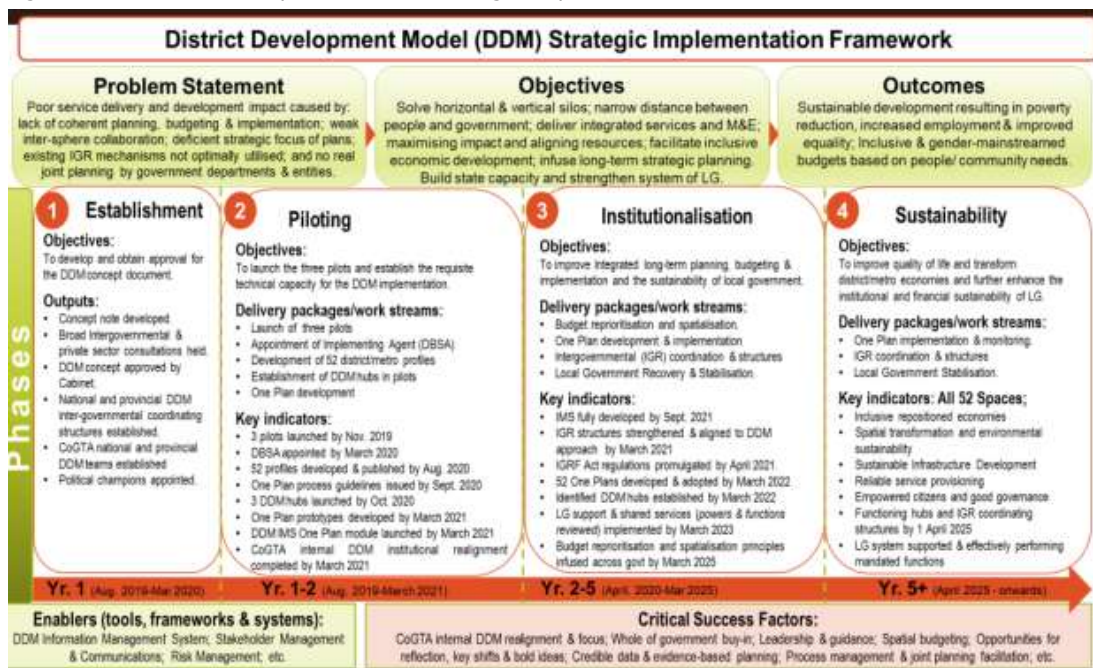 District Development Model (DDM) Strategic Implementation Framework
Problem Statement
Poor service delivery and development impact caused by:
lack of coherent planning, budgeting & implementation; weak
inter-sphere collaboration; deficient strategic focus of plans;
existing IGR mechanisms not optimally utilised; and no real
joint planning by government departments & entities.
Objectives
Solve horizontal & vertical silos; narrow distance between
people and government; deliver integrated services and M&E;
maximising impact and aligning resources; facilitate inclusive
economic development; infuse long-term strategic planning.
Build state capacity and strengthen system of LG.
Outcomes
Sustainable development resulting in poverty
reduction, increased employment & improved
equality; Inclusive & gender-mainstreamed
budgets based on people/ community needs.
Phases
1 Establishment
Objectives:
To develop and obtain approval for
the DDM concept document.
Outputs:
• Concept note developed.
• Broad Intergovernmental &
private sector consultations held.
• DDM concept approved by
Cabinet.
• National and provincial DDM
inter-governmental coordinating
structures established.
• CoGTA national and provincial
DDM teams established
• Political champions appointed.
2 Piloting
Objectives:
To launch the three pilots and establish the requisite
technical capacity for the DDM implementation.
Delivery packages/work streams:
• Launch of three pilots
• Appointment of Implementing Agent (DBSA)
• Development of 52 district/metro profiles
• Establishment of DDM hubs in pilots
• One Plan development
Key indicators:
• 3 pilots launched by Nov. 2019
• DBSA appointed by March 2020
• 52 profiles developed & published by Aug. 2020
• One Plan process guidelines issued by Sept. 2020
• 3 DDM hubs launched by Oct. 2020
• One Plan prototypes developed by March 2021
• DDM IMS One Plan module launched by March 2021
• CoGTA internal DDM institutional realignment
completed by March 2021
3 Institutionalisation
Objectives:
To improve integrated long-term planning, budgeting &
implementation and the sustainability of local government.
Delivery packages/work streams:
• Budget reprioritisation and spatialisation.
• One Plan development & implementation
• Intergovernmental (IGR) coordination & structures
• Local Government Recovery & Stabilisation.
Key indicators:
• IMS fully developed by Sept. 2021
• IGR structures strengthened & aligned to DDM
approach by March 2021
• IGRF Act regulations promulgated by April 2021
• 52 One Plans developed & adopted by March 2022
• Identified DDM hubs established by March 2022
• LG support & shared services (powers & functions
reviewed) implemented by March 2023
• Budget reprioritisation and spatialisation principles
infused across govt by March 2025
4 Sustainability
Objectives:
To improve quality of life and transform
district/metro economies and further enhance the
institutional and financial sustainability of LG.
Delivery packages/work streams:
• One Plan implementation & monitoring.
• IGR coordination & structures
• Local Government Stabilisation.
Key indicators: All 52 Spaces;
• Inclusive repositioned economies
• Spatial transformation and environmental
sustainability
• Sustainable Infrastructure Development
• Reliable service provisioning
• Empowered citizens and good governance.
• Functioning hubs and IGR coordinating
structures by 1 April 2025
• LG system supported & effectively performing
mandated functions
Yr. 1 (Aug. 2019-Mar 2020)
Yr. 1-2 (Aug. 2019-March 2021)
Yr. 2-5 (April. 2020-Mar 2025)
Yr. 5+ (April 2025 - onwards)
Enablers (tools, frameworks & systems):
DDM Information Management System; Stakeholder Management
& Communications; Risk Management; etc.
Critical Success Factors:
CoGTA internal DDM realignment & focus; Whole of government buy-in; Leadership & guidance; Spatial budgeting; Opportunities for
reflection, key shifts & bold ideas; Credible data & evidence-based planning; Process management & joint planning facilitation; etc.